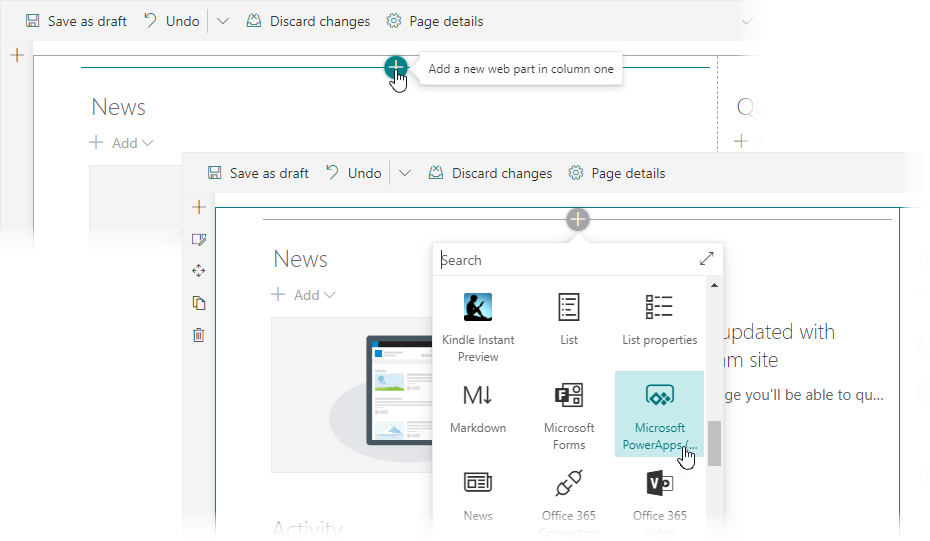 Save as draft Undo Discard changes Page details
Add a new web part in column one
News
Add
Save as draft Undo Discard changes Page details
News
Add
Search
Kindle Instant Preview
List
List properties
updated with
site
ge you'll be able to qu...
Markdown
Microsoft Forms
Microsoft PowerApps (...
News
Office 365 Connectors
Office 365 video
Activity